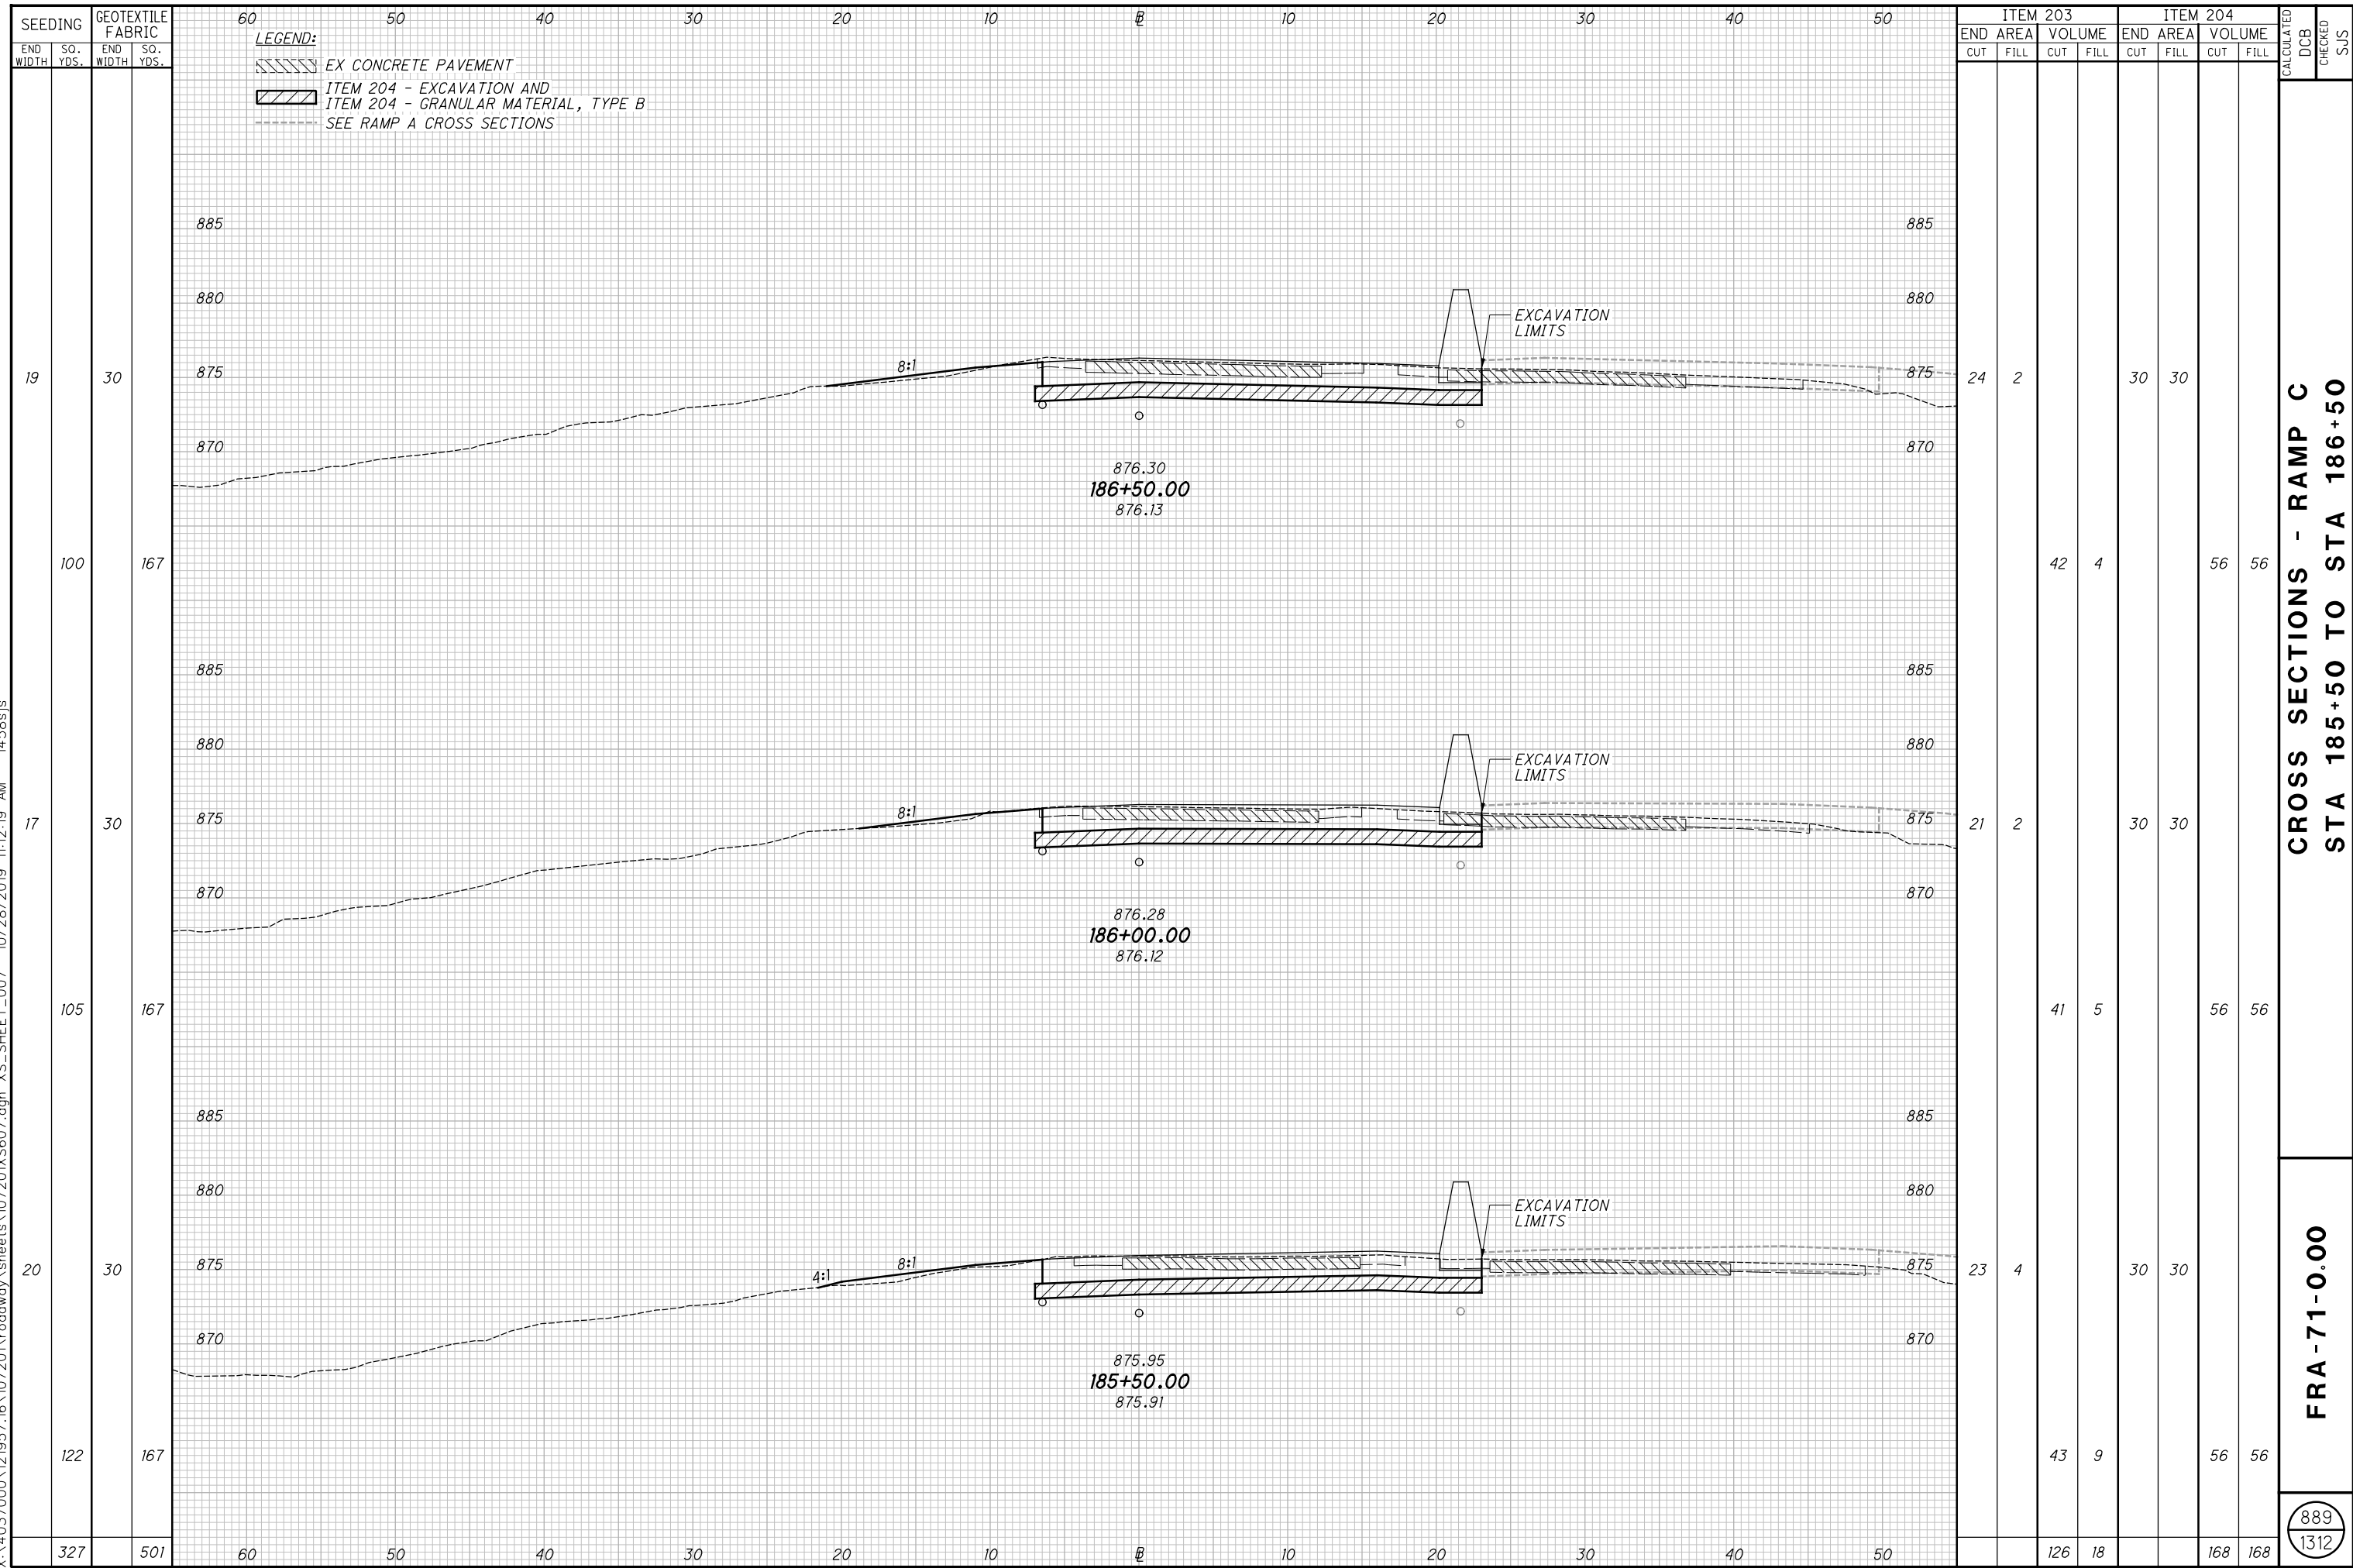 SEEDING
GEOTEXTILE
FABRIC
END
WIDTH
SQ.
YDS.
END
WIDTH
SQ.
YDS.
60 50 40 30 20 10 ℄ 10 20 30 40 50
LEGEND:
EX CONCRETE PAVEMENT
ITEM 204 - EXCAVATION AND
ITEM 204 - GRANULAR MATERIAL, TYPE B
SEE RAMP A CROSS SECTIONS
ITEM 203
ITEM 204
END AREA VOLUME END AREA VOLUME
CUT FILL CUT FILL CUT FILL CUT FILL
CALCULATED
DCB
CHECKED
SJS
885 885
880 880
EXCAVATION
LIMITS
8:1
875 875
19 30 24 2 30 30
870 870
876.30
186+50.00
876.13
100 167 42 4 56 56
885 885
880 880
EXCAVATION
LIMITS
8:1
875 875
17 30 21 2 30 30
870 870
876.28
186+00.00
876.12
105 167 41 5 56 56
885 885
880 880
EXCAVATION
LIMITS
4:1 8:1
875 875
20 30 23 4 30 30
870 870
875.95
185+50.00
875.91
122 167 43 9 56 56
327 501 126 18 168 168
60 50 40 30 20 10 ℄ 10 20 30 40 50
CROSS SECTIONS - RAMP C
STA 185+50 TO STA 186+50
FRA-71-0.00
889
1312
10/28/2019 11:12:19 AM 14568sjs